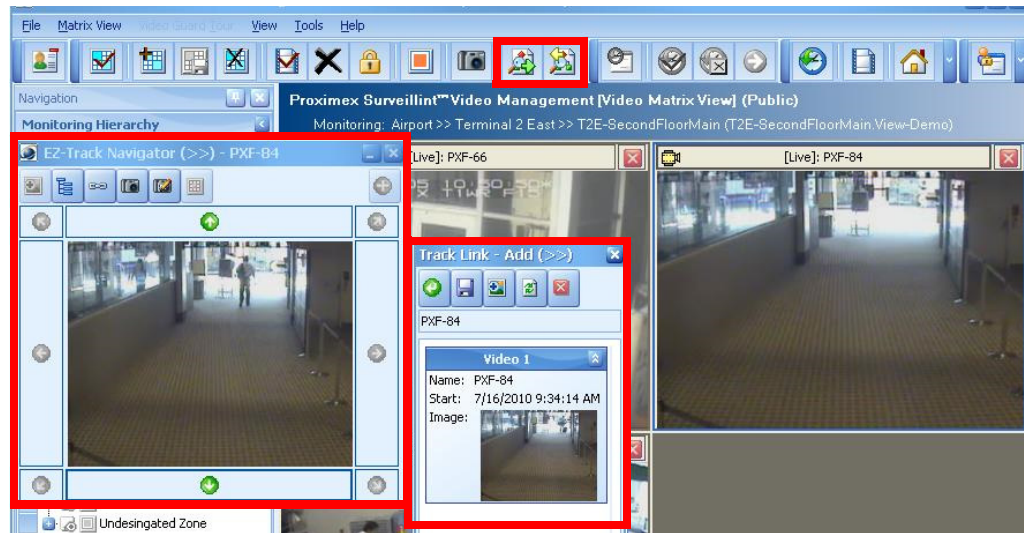 File Matrix View Video Guard Tour View Tools Help
Navigation
Proximex Surveillint™ Video Management [Video Matrix View] (Public)
Monitoring Hierarchy
Monitoring: Airport >> Terminal 2 East >> T2E-SecondFloorMain (T2E-SecondFloorMain.View-Demo)
EZ-Track Navigator (>>) - PXF-84
[Live]: PXF-66
[Live]: PXF-84
Track Link - Add (>>)
PXF-84
Video 1
Name: PXF-84
Start: 7/16/2010 9:34:14 AM
Image:
Undesingated Zone